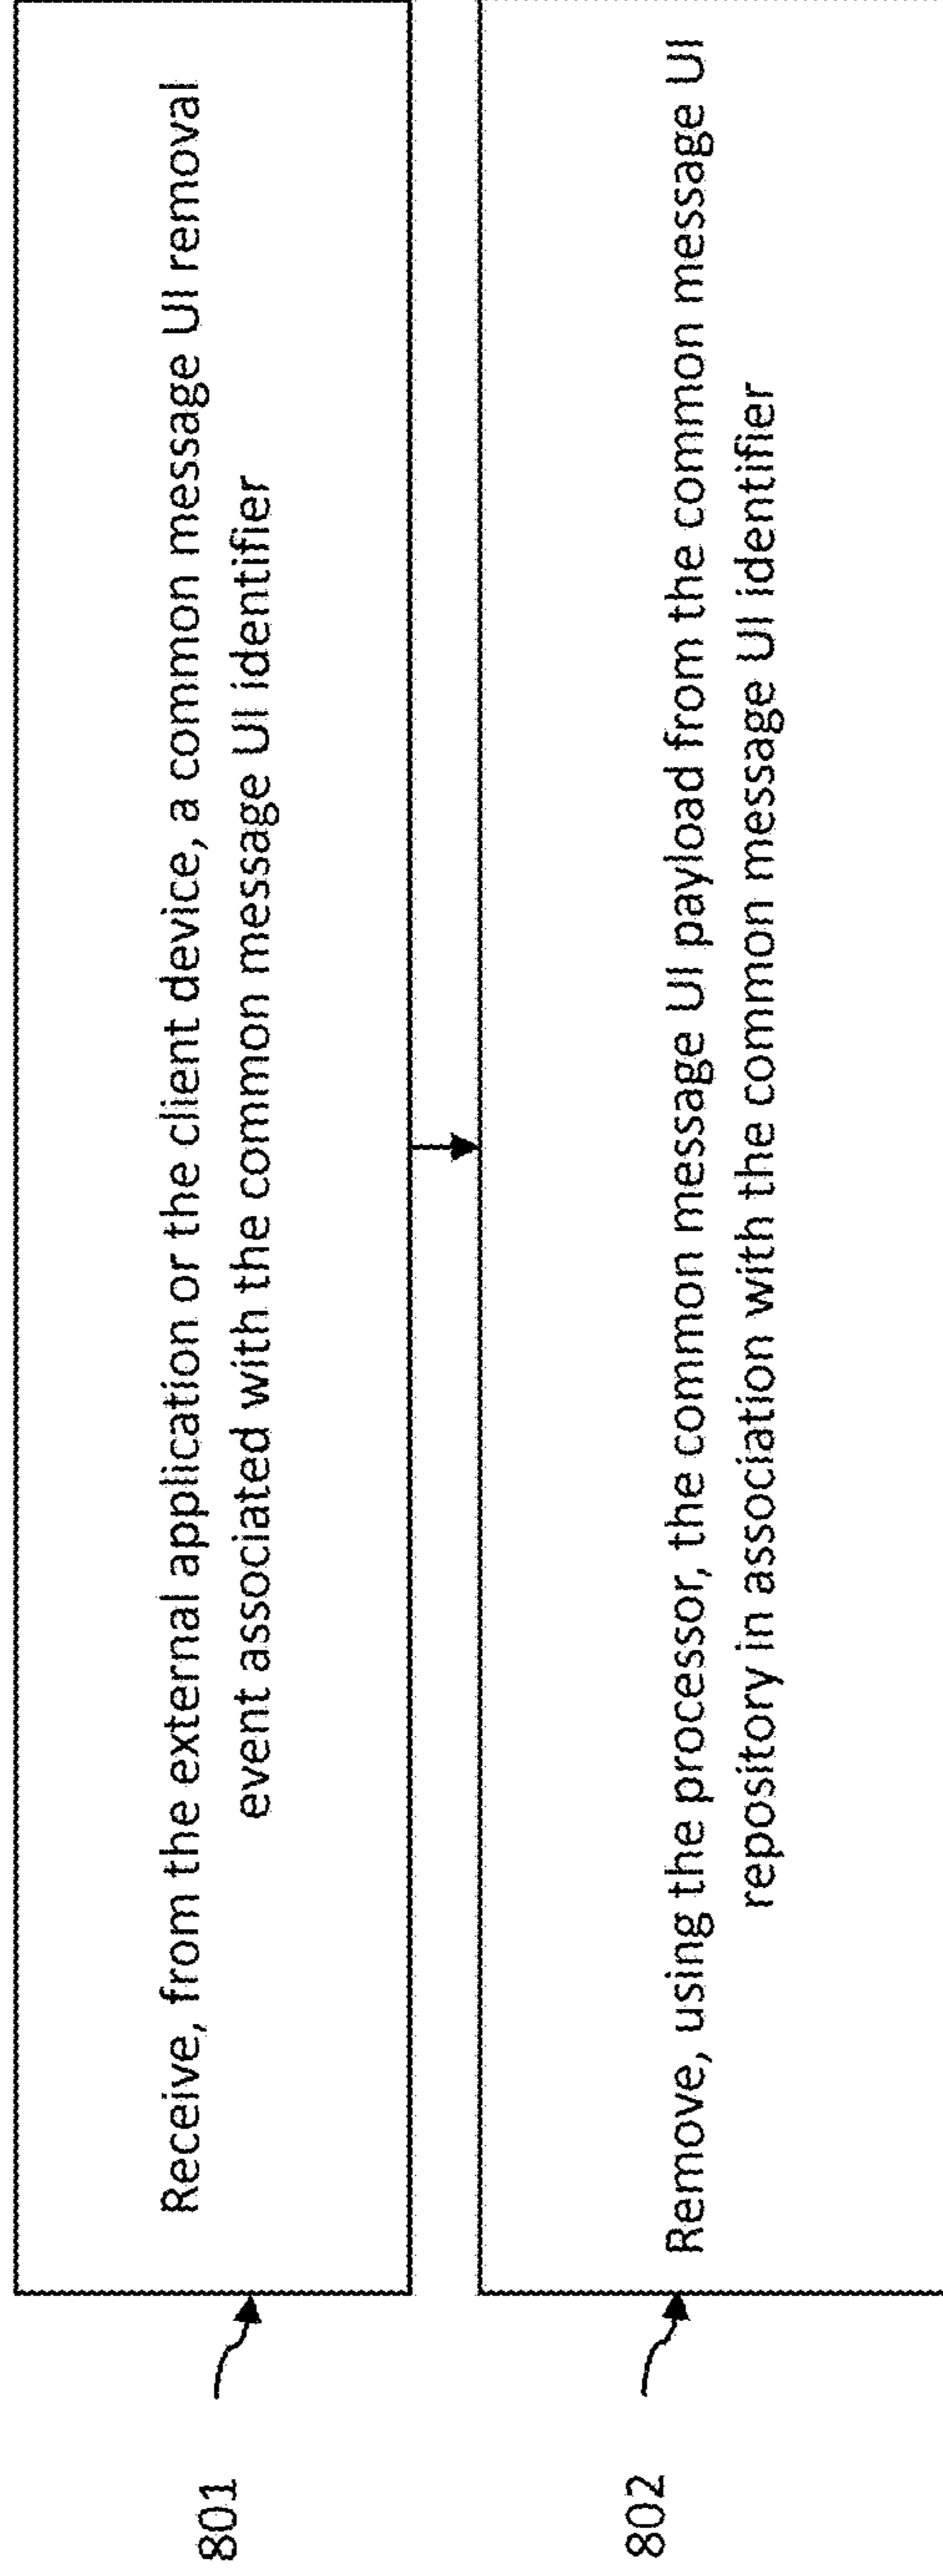 801
Receive, from the external application or the client device, a common message UI removal
event associated with the common message UI identifier
802
Remove, using the processor, the common message UI payload from the common message UI
repository in association with the common message UI identifier